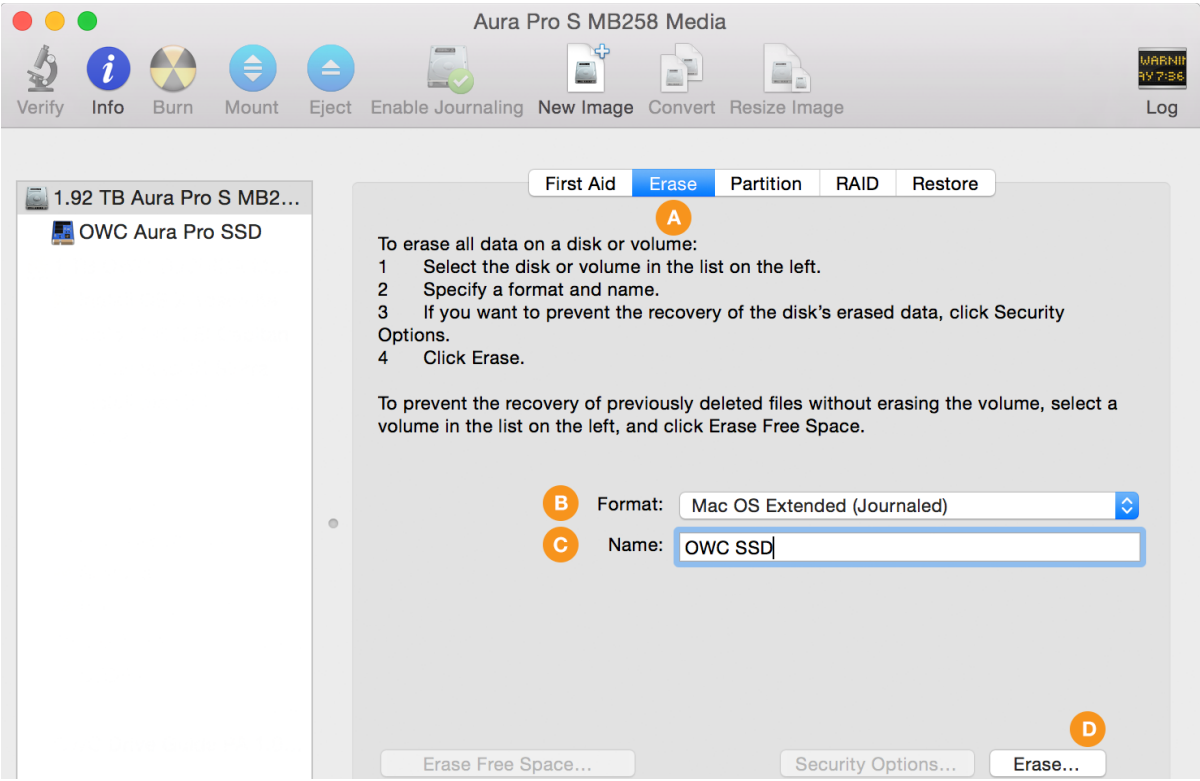 Aura Pro S MB258 Media
Verify
Info
Burn
Mount
Eject
Enable Journaling
New Image
Convert
Resize Image
WARNIN
AY 7:36
Log
1.92 TB Aura Pro S MB2...
OWC Aura Pro SSD
First Aid
Erase
Partition
RAID
Restore
A
To erase all data on a disk or volume:
1 Select the disk or volume in the list on the left.
2 Specify a format and name.
3 If you want to prevent the recovery of the disk's erased data, click Security
Options.
4 Click Erase.
To prevent the recovery of previously deleted files without erasing the volume, select a
volume in the list on the left, and click Erase Free Space.
B Format: Mac OS Extended (Journaled)
C Name: OWC SSD
D
Erase Free Space...
Security Options...
Erase...